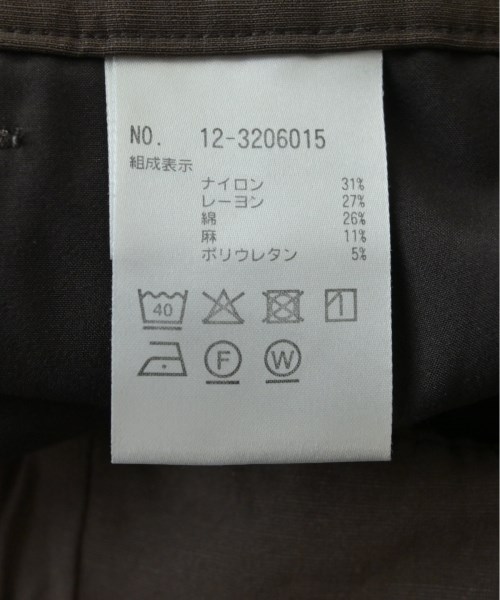 NO. 12-3206015
組成表示
ナイロン 31%
レーヨン 27%
綿 26%
麻 11%
ポリウレタン 5%
40
F W